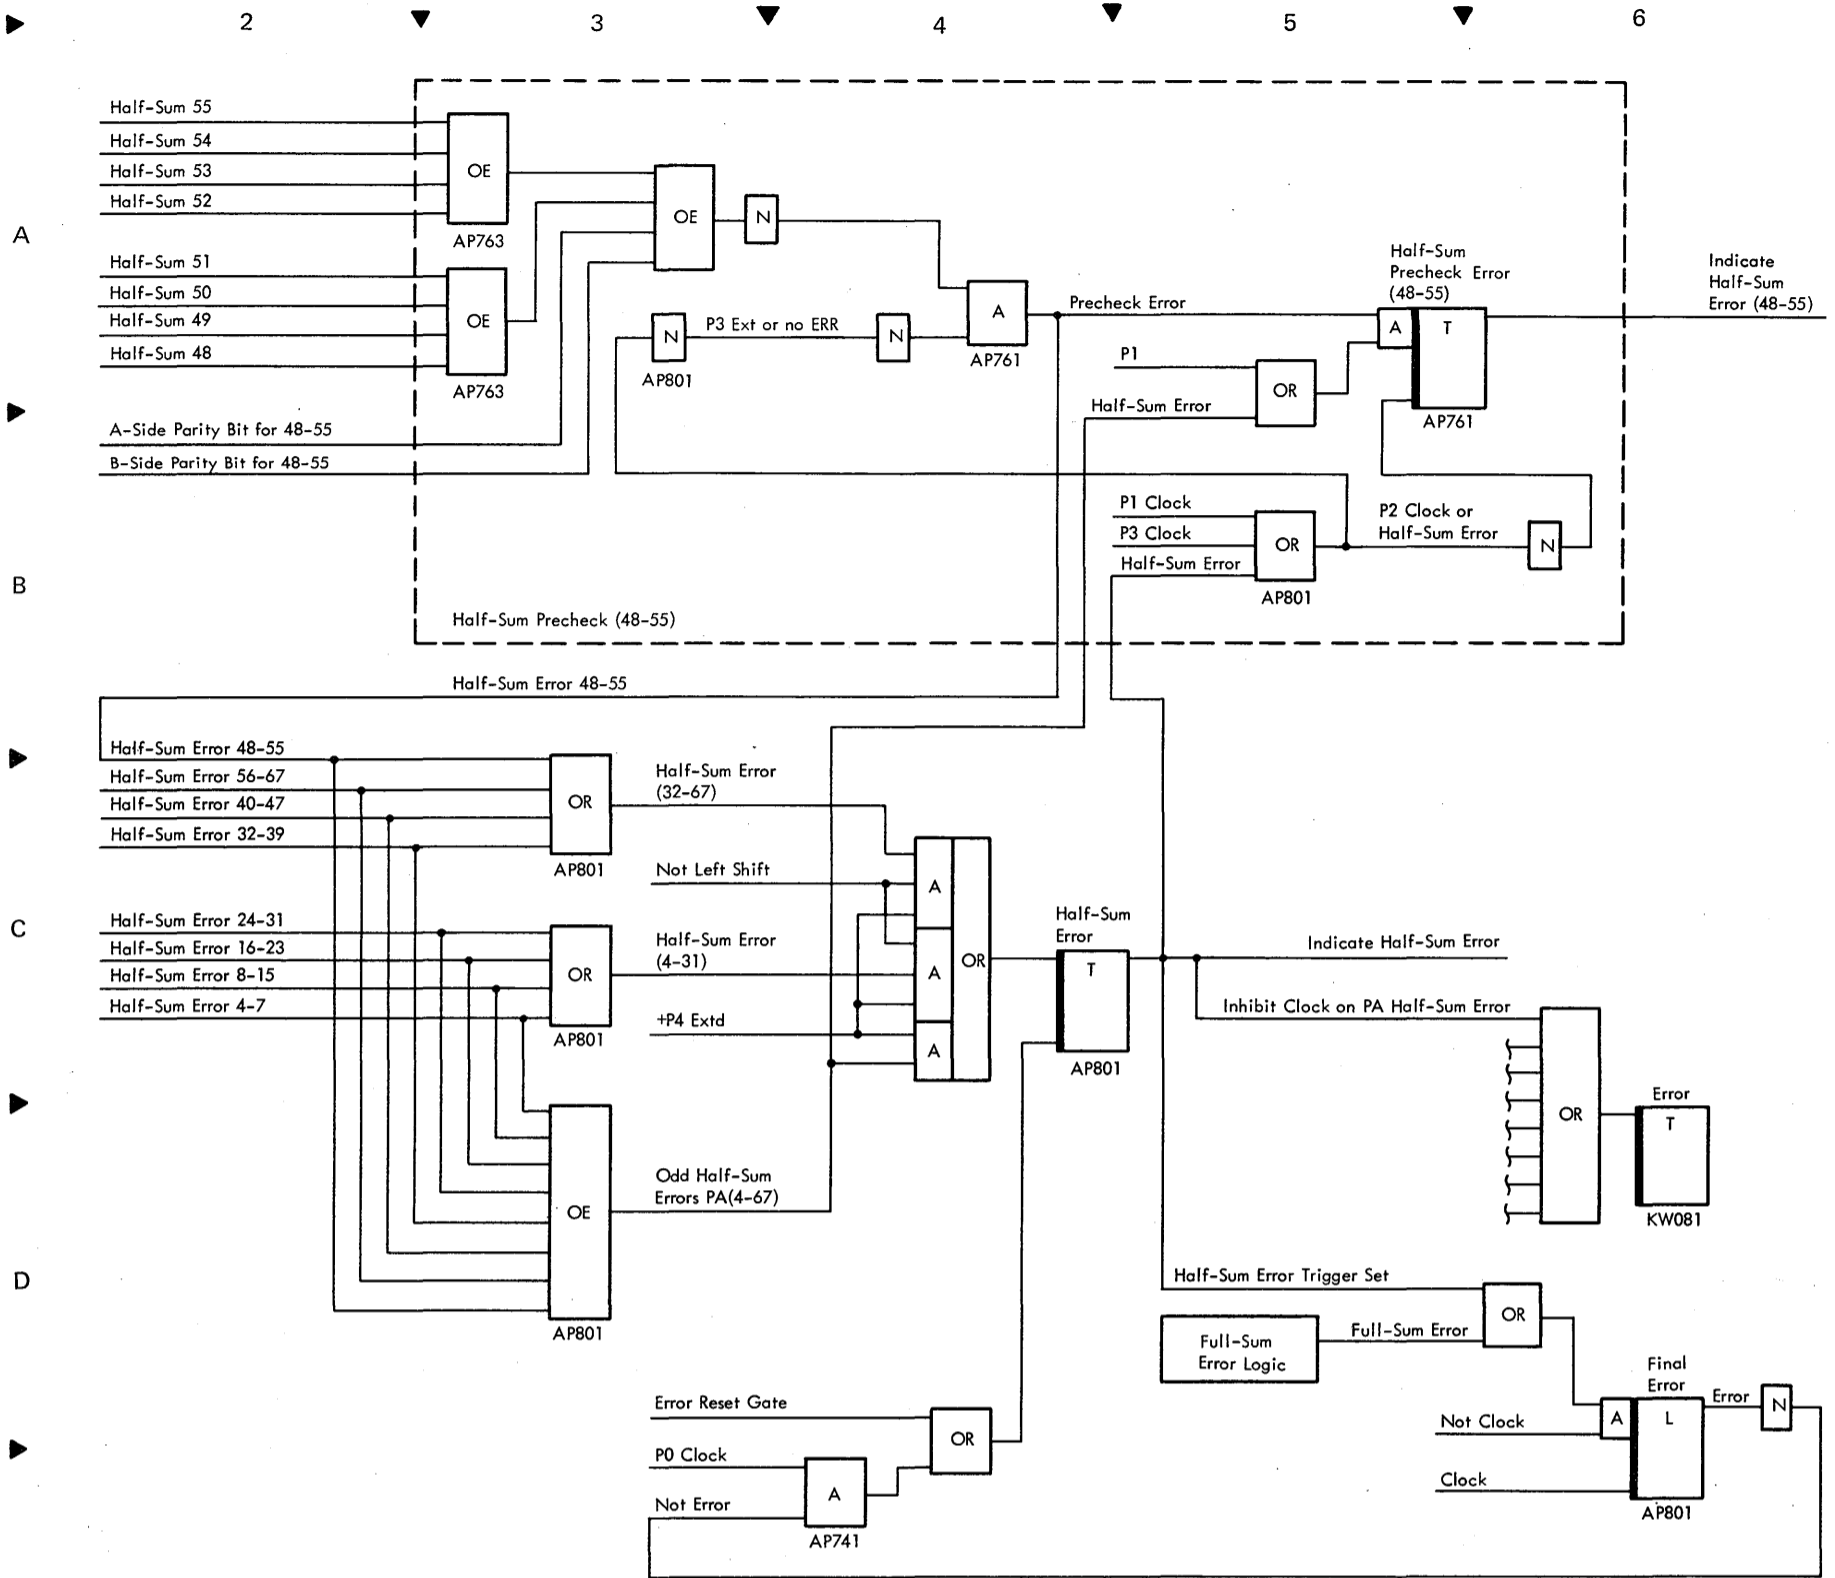 2 3 4 5 6
A
B
C
D
Half-Sum 55
Half-Sum 54
Half-Sum 53
Half-Sum 52
OE
AP763
Half-Sum 51
Half-Sum 50
Half-Sum 49
Half-Sum 48
OE
AP763
A-Side Parity Bit for 48-55
B-Side Parity Bit for 48-55
OE
N
N
AP801
P3 Ext or no ERR
N
A
AP761
Precheck Error
Half-Sum
Precheck Error
(48-55)
A
T
AP761
Indicate
Half-Sum
Error (48-55)
P1
Half-Sum Error
OR
P1 Clock
P3 Clock
Half-Sum Error
OR
AP801
P2 Clock or
Half-Sum Error
N
Half-Sum Precheck (48-55)
Half-Sum Error 48-55
Half-Sum Error 48-55
Half-Sum Error 56-67
Half-Sum Error 40-47
Half-Sum Error 32-39
OR
AP801
Half-Sum Error
(32-67)
Not Left Shift
Half-Sum Error 24-31
Half-Sum Error 16-23
Half-Sum Error 8-15
Half-Sum Error 4-7
OR
AP801
Half-Sum Error
(4-31)
+P4 Extd
A
A
A
OR
Half-Sum
Error
T
AP801
Indicate Half-Sum Error
Inhibit Clock on PA Half-Sum Error
OR
Error
T
KW081
OE
AP801
Odd Half-Sum
Errors PA(4-67)
Half-Sum Error Trigger Set
Full-Sum
Error Logic
Full-Sum Error
OR
Final
Error
A
L
AP801
Error
N
Not Clock
Clock
Error Reset Gate
P0 Clock
Not Error
A
AP741
OR